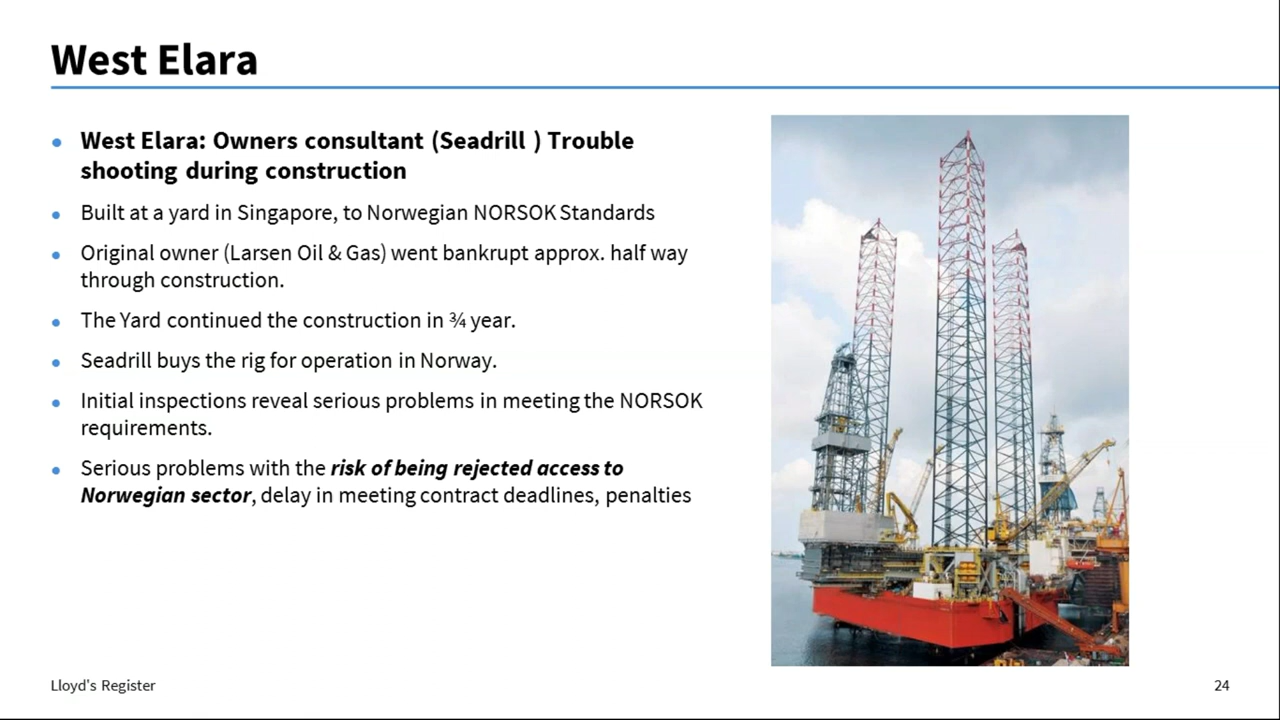 West Elara
• West Elara: Owners consultant (Seadrill ) Trouble
shooting during construction
• Built at a yard in Singapore, to Norwegian NORSOK Standards
• Original owner (Larsen Oil & Gas) went bankrupt approx. half way
through construction.
• The Yard continued the construction in ¾ year.
• Seadrill buys the rig for operation in Norway.
• Initial inspections reveal serious problems in meeting the NORSOK
requirements.
• Serious problems with the risk of being rejected access to
Norwegian sector, delay in meeting contract deadlines, penalties
Lloyd's Register
24